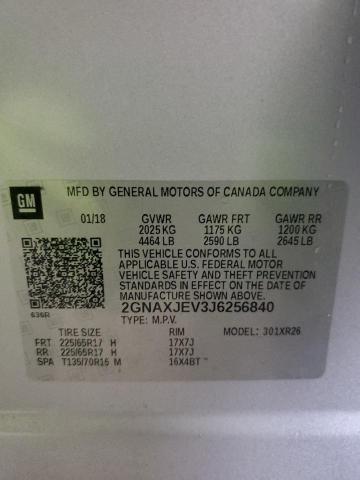 GM
MFD BY GENERAL MOTORS OF CANADA COMPANY
01/18 GVWR GAWR FRT GAWR RR
2025 KG 1175 KG 1200 KG
4464 LB 2590 LB 2645 LB
THIS VEHICLE CONFORMS TO ALL
APPLICABLE U.S. FEDERAL MOTOR
VEHICLE SAFETY AND THEFT PREVENTION
STANDARDS IN EFFECT ON THE DATE
OF MANUFACTURE SHOWN ABOVE.
636R 2GNAXJEV3J6256840
TYPE: M.P.V.
TIRE SIZE RIM MODEL: 301XR26
FRT 225/65R17 H 17X7J
RR 225/65R17 H 17X7J
SPA T135/70R16 M 16X4BT